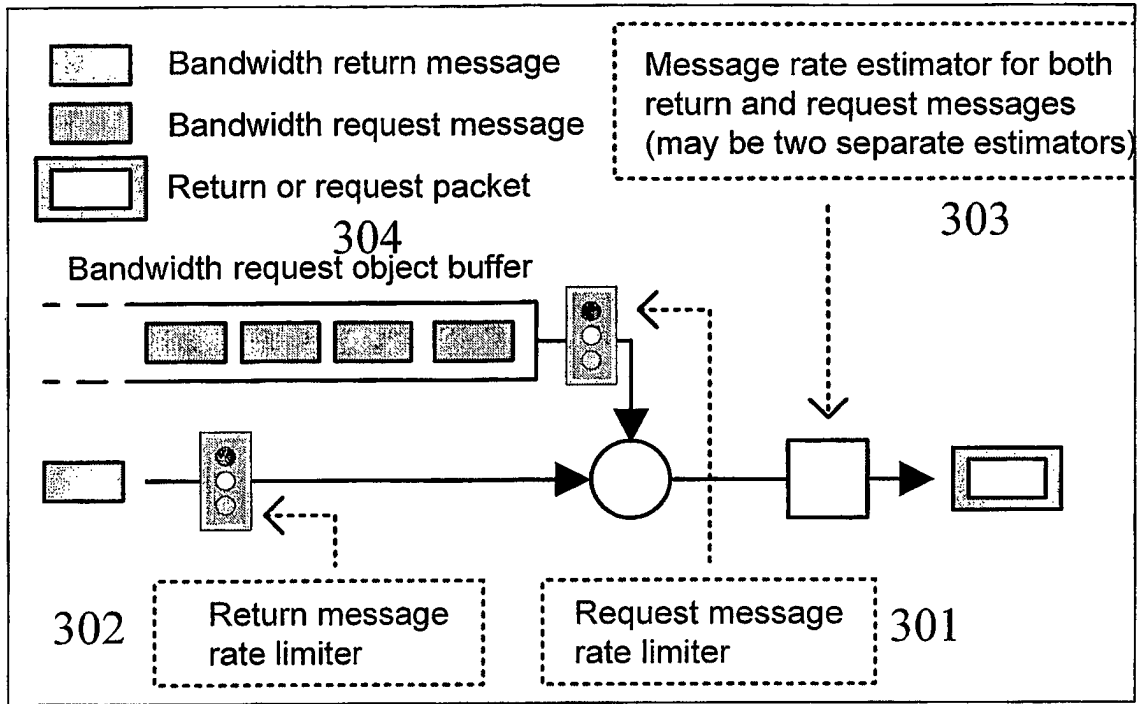 Bandwidth return message
Bandwidth request message
Return or request packet
304
Bandwidth request object buffer
Message rate estimator for both
return and request messages
(may be two separate estimators)
303
302
Return message
rate limiter
Request message
rate limiter
301